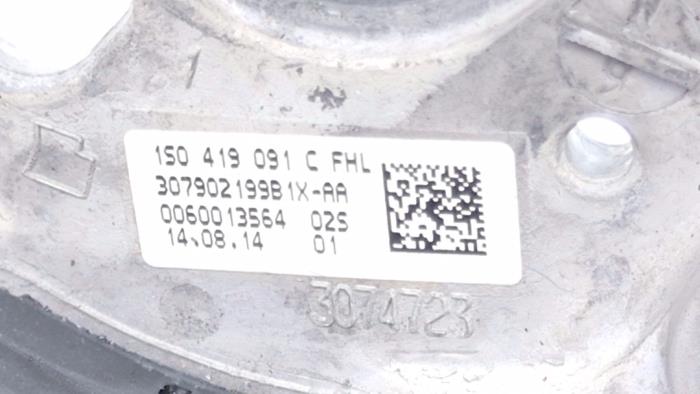 1S0 419 091 C FHL
307902199B1X-AA
0060013564 02S
14.08.14 01
3074723